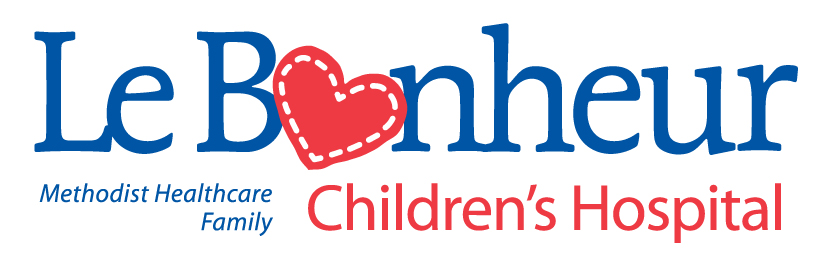 Le Bonheur
Methodist Healthcare
Family
Children's Hospital